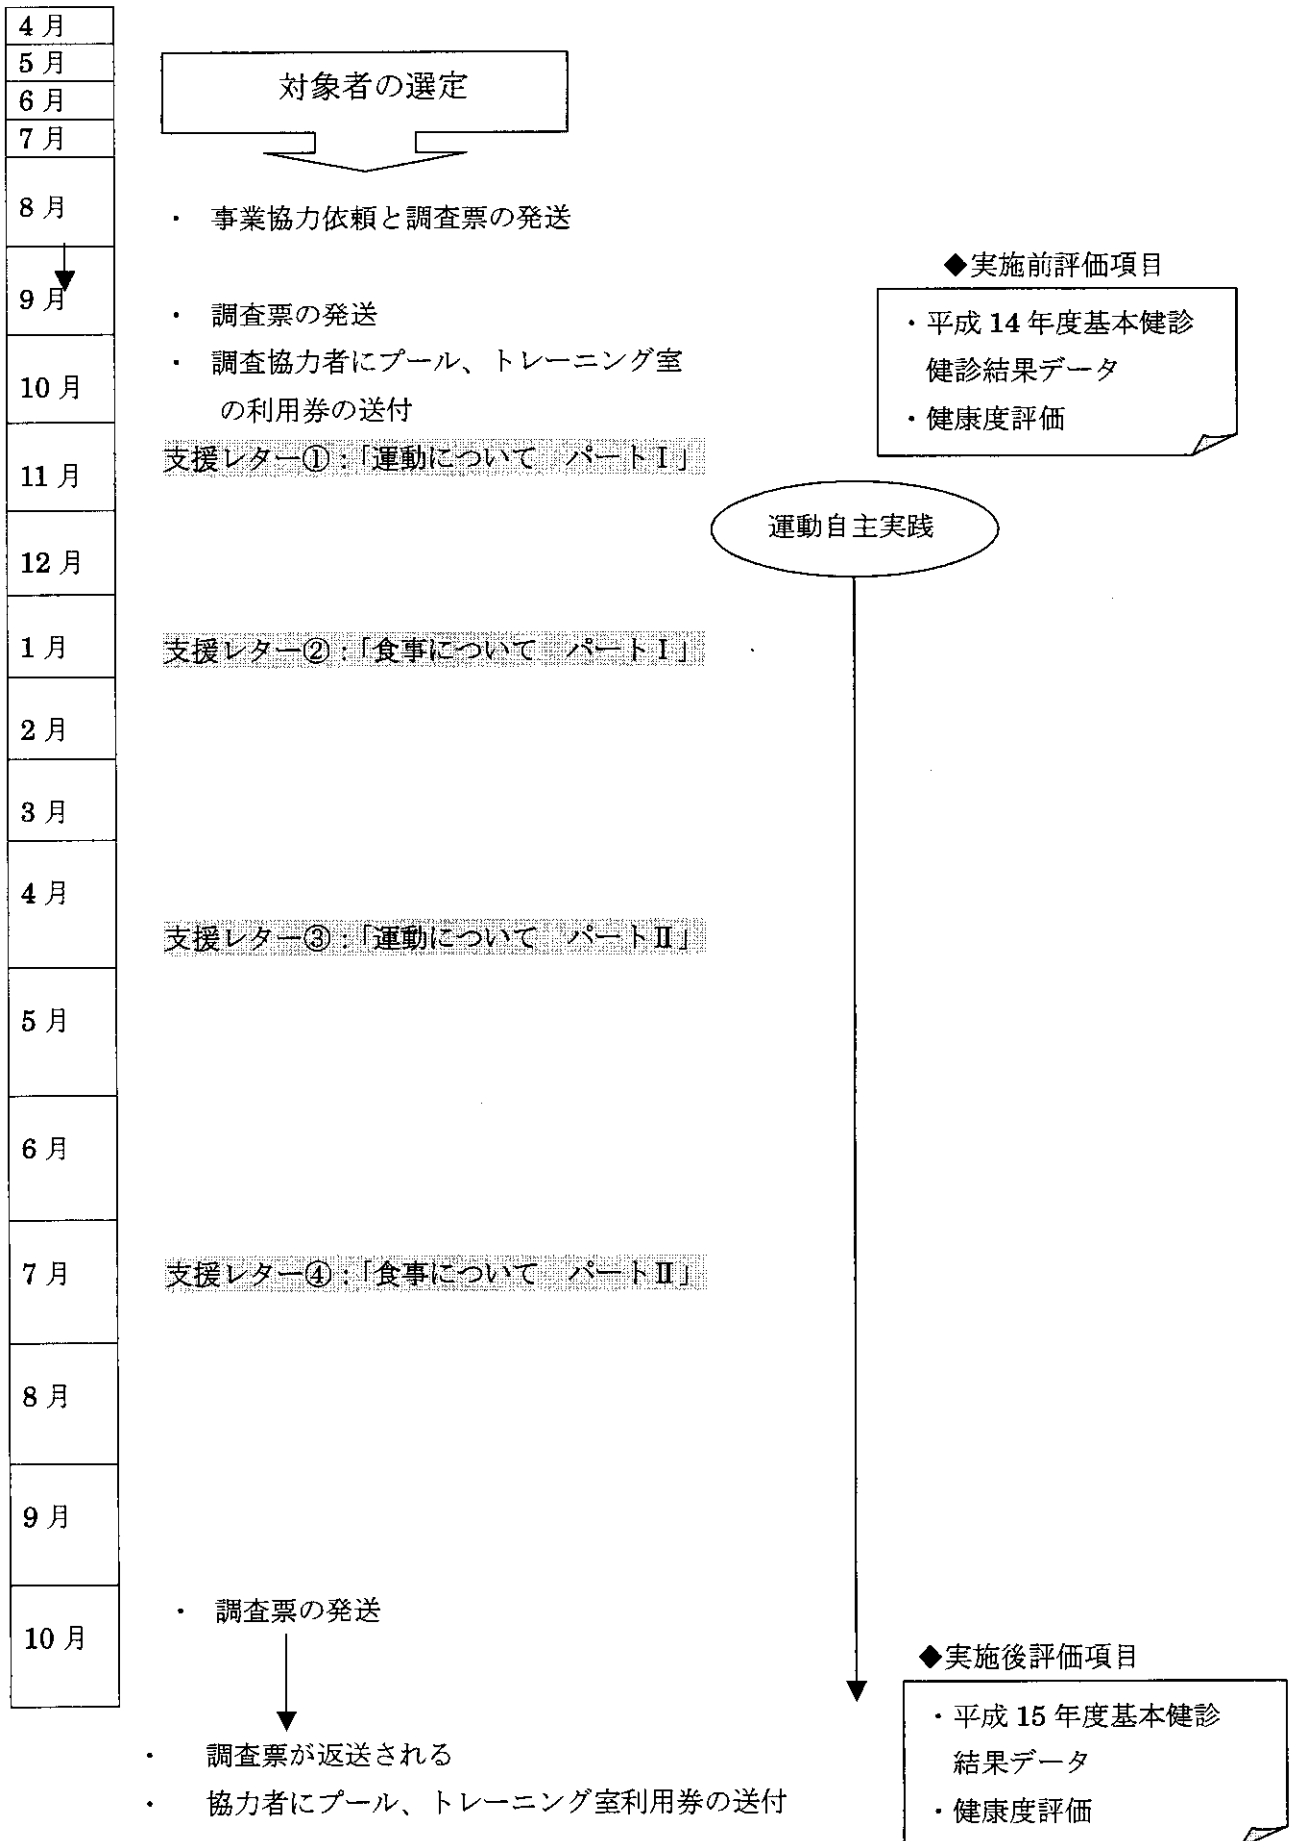 4月
5月
6月
7月
対象者の選定
8月
・ 事業協力依頼と調査票の発送
9月
・ 調査票の発送
・ 調査協力者にプール、トレーニング室
の利用券の送付
◆実施前評価項目
・平成14年度基本健診
健診結果データ
・健康度評価
10月
11月
支援レター①：「運動について　パートⅠ」
運動自主実践
12月
1月
支援レター②：「食事について　パートⅠ」
2月
3月
4月
支援レター③：「運動について　パートⅡ」
5月
6月
7月
支援レター④：「食事について　パートⅡ」
8月
9月
10月
・ 調査票の発送
・ 調査票が返送される
・ 協力者にプール、トレーニング室利用券の送付
◆実施後評価項目
・平成15年度基本健診
結果データ
・健康度評価